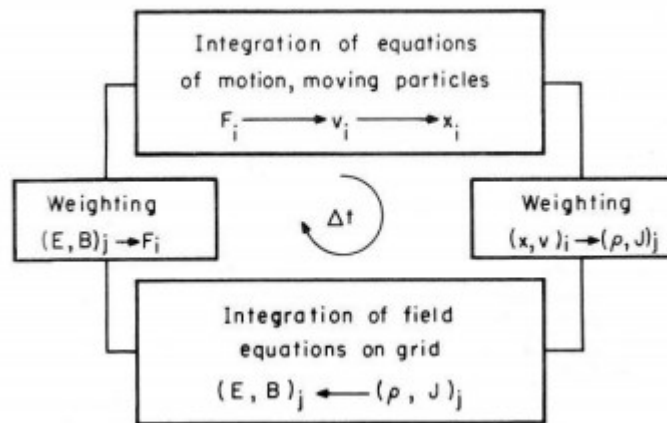 Integration of equations
of motion, moving particles
F_i ⟶ v_i ⟶ x_i
Weighting
(E, B)_j → F_i
Δt
Weighting
(x, v)_i → (ρ, J)_j
Integration of field
equations on grid
(E, B)_j ⟵ (ρ, J)_j